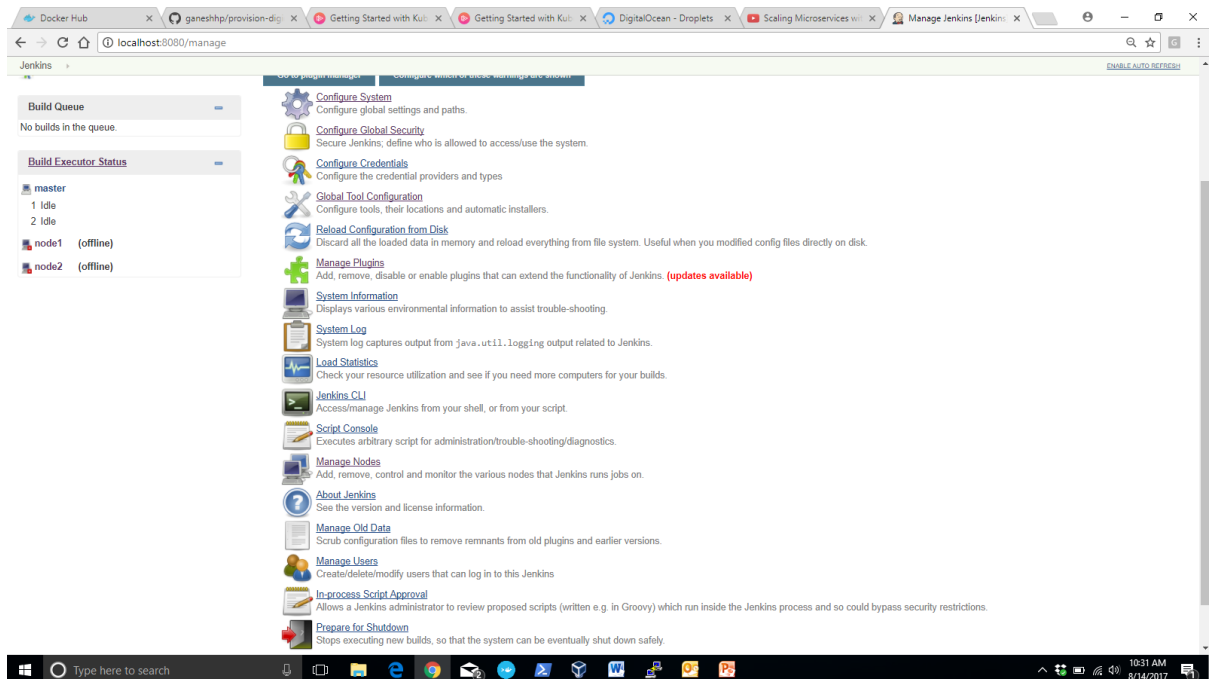 Docker Hub
ganeshhp/provision-dig
Getting Started with Kub
Getting Started with Kub
DigitalOcean - Droplets
Scaling Microservices wit
Manage Jenkins [Jenkins
localhost:8080/manage
Jenkins
ENABLE AUTO REFRESH
Go to plugin manager
Configure which of these warnings are shown
Build Queue
No builds in the queue.
Build Executor Status
master
1 Idle
2 Idle
node1 (offline)
node2 (offline)
Configure System
Configure global settings and paths.
Configure Global Security
Secure Jenkins; define who is allowed to access/use the system.
Configure Credentials
Configure the credential providers and types
Global Tool Configuration
Configure tools, their locations and automatic installers.
Reload Configuration from Disk
Discard all the loaded data in memory and reload everything from file system. Useful when you modified config files directly on disk.
Manage Plugins
Add, remove, disable or enable plugins that can extend the functionality of Jenkins. (updates available)
System Information
Displays various environmental information to assist trouble-shooting.
System Log
System log captures output from java.util.logging output related to Jenkins.
Load Statistics
Check your resource utilization and see if you need more computers for your builds.
Jenkins CLI
Access/manage Jenkins from your shell, or from your script.
Script Console
Executes arbitrary script for administration/trouble-shooting/diagnostics.
Manage Nodes
Add, remove, control and monitor the various nodes that Jenkins runs jobs on.
About Jenkins
See the version and license information.
Manage Old Data
Scrub configuration files to remove remnants from old plugins and earlier versions.
Manage Users
Create/delete/modify users that can log in to this Jenkins
In-process Script Approval
Allows a Jenkins administrator to review proposed scripts (written e.g. in Groovy) which run inside the Jenkins process and so could bypass security restrictions.
Prepare for Shutdown
Stops executing new builds, so that the system can be eventually shut down safely.
Type here to search
10:31 AM
8/14/2017